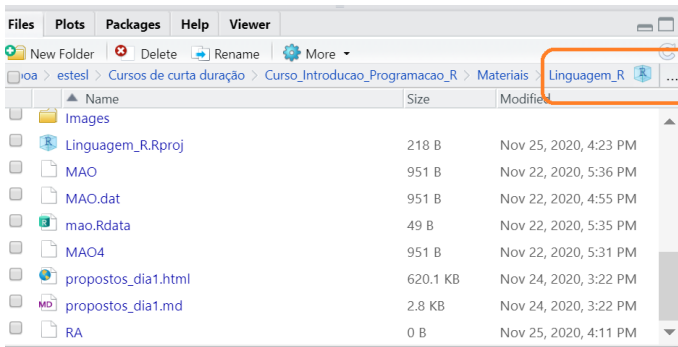 Files Plots Packages Help Viewer
New Folder Delete Rename More
oa > estesl > Cursos de curta duração > Curso_Introducao_Programacao_R > Materiais > Linguagem_R R ...
Name Size Modified
Images
R Linguagem_R.Rproj 218 B Nov 25, 2020, 4:23 PM
MAO 951 B Nov 22, 2020, 5:36 PM
MAO.dat 951 B Nov 22, 2020, 4:55 PM
mao.Rdata 49 B Nov 22, 2020, 5:35 PM
MAO4 951 B Nov 22, 2020, 5:31 PM
propostos_dia1.html 620.1 KB Nov 24, 2020, 3:22 PM
MD propostos_dia1.md 2.8 KB Nov 24, 2020, 3:22 PM
RA 0 B Nov 25, 2020, 4:11 PM